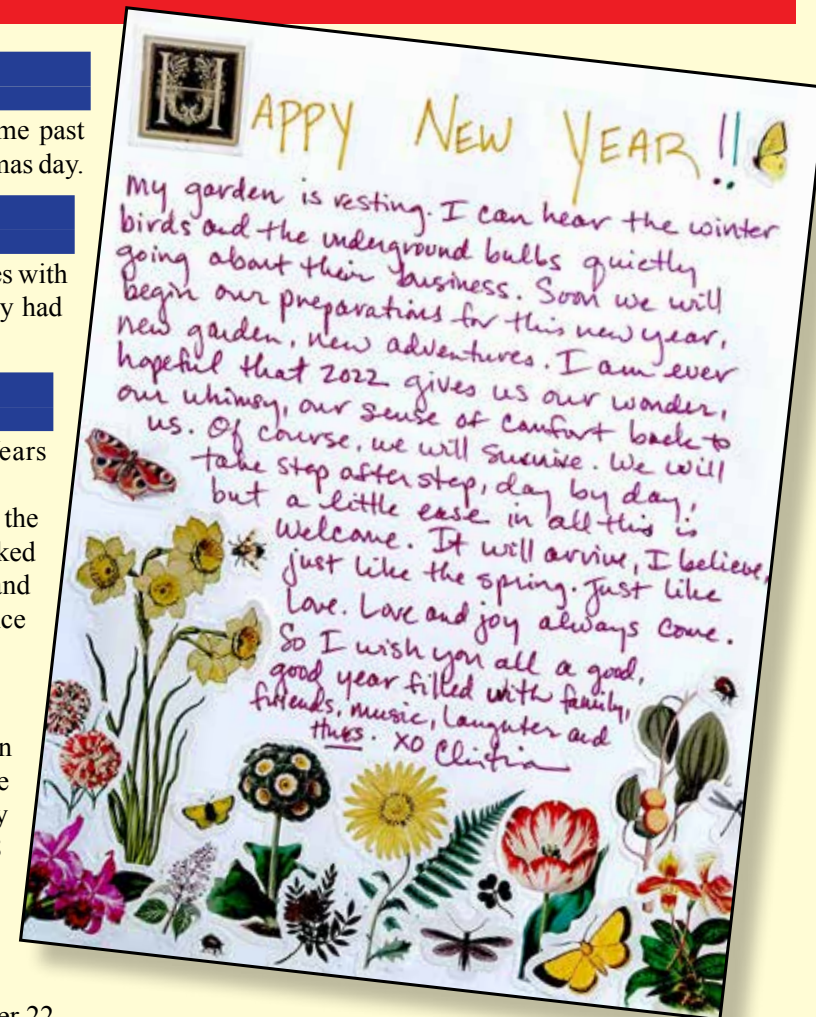 me past
mas day.
es with
y had
ears
the
ked
and
ce
n
e
y
er 22
HAPPY NEW YEAR!!
My garden is resting. I can hear the winter
birds and the underground bulbs quietly
going about their business. Soon we will
begin our preparations for this new year,
new garden, new adventures. I am ever
hopeful that 2022 gives us our wonder,
our whimsy, our sense of comfort back to
us. Of course, we will survive. We will
take step after step, day by day,
but a little ease in all this is
Welcome. It will arrive, I believe,
just like the spring. Just like
Love. Love and joy always come.
So I wish you all a good,
good year filled with family,
friends, music, laughter and
Hugs. XO